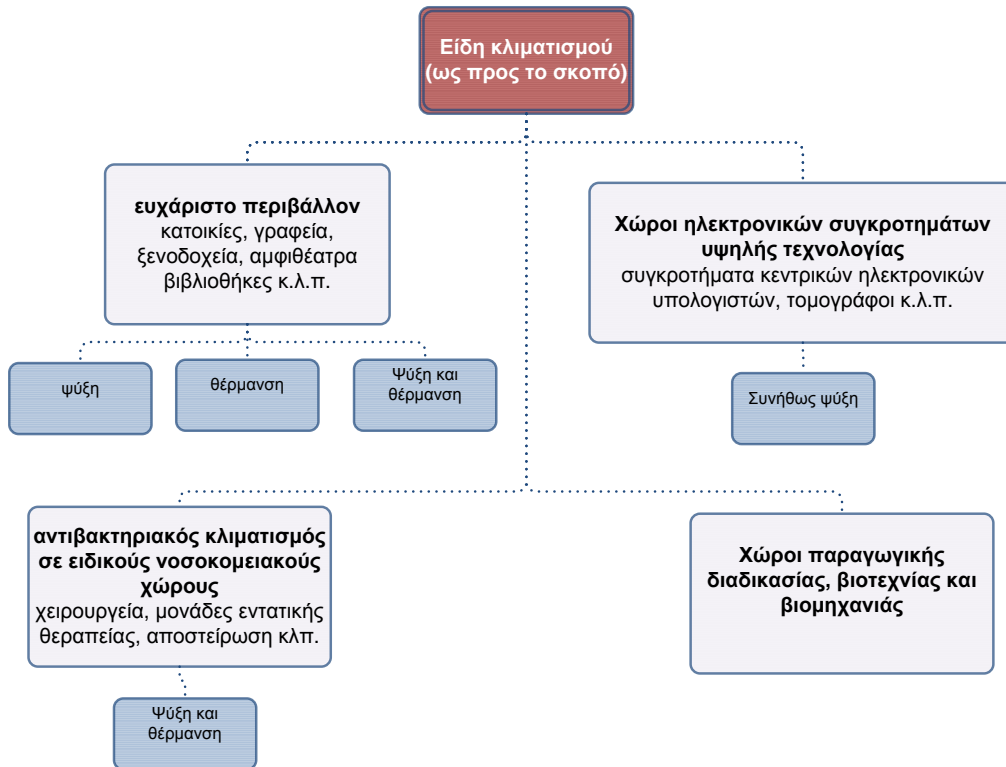 Είδη κλιματισμού
(ως προς το σκοπό)
ευχάριστο περιβάλλον
κατοικίες, γραφεία,
ξενοδοχεία, αμφιθέατρα
βιβλιοθήκες κ.λ.π.
Χώροι ηλεκτρονικών συγκροτημάτων
υψηλής τεχνολογίας
συγκροτήματα κεντρικών ηλεκτρονικών
υπολογιστών, τομογράφοι κ.λ.π.
ψύξη
θέρμανση
Ψύξη και
θέρμανση
Συνήθως ψύξη
αντιβακτηριακός κλιματισμός
σε ειδικούς νοσοκομειακούς
χώρους
χειρουργεία, μονάδες εντατικής
θεραπείας, αποστείρωση κλπ.
Χώροι παραγωγικής
διαδικασίας, βιοτεχνίας και
βιομηχανιάς
Ψύξη και
θέρμανση